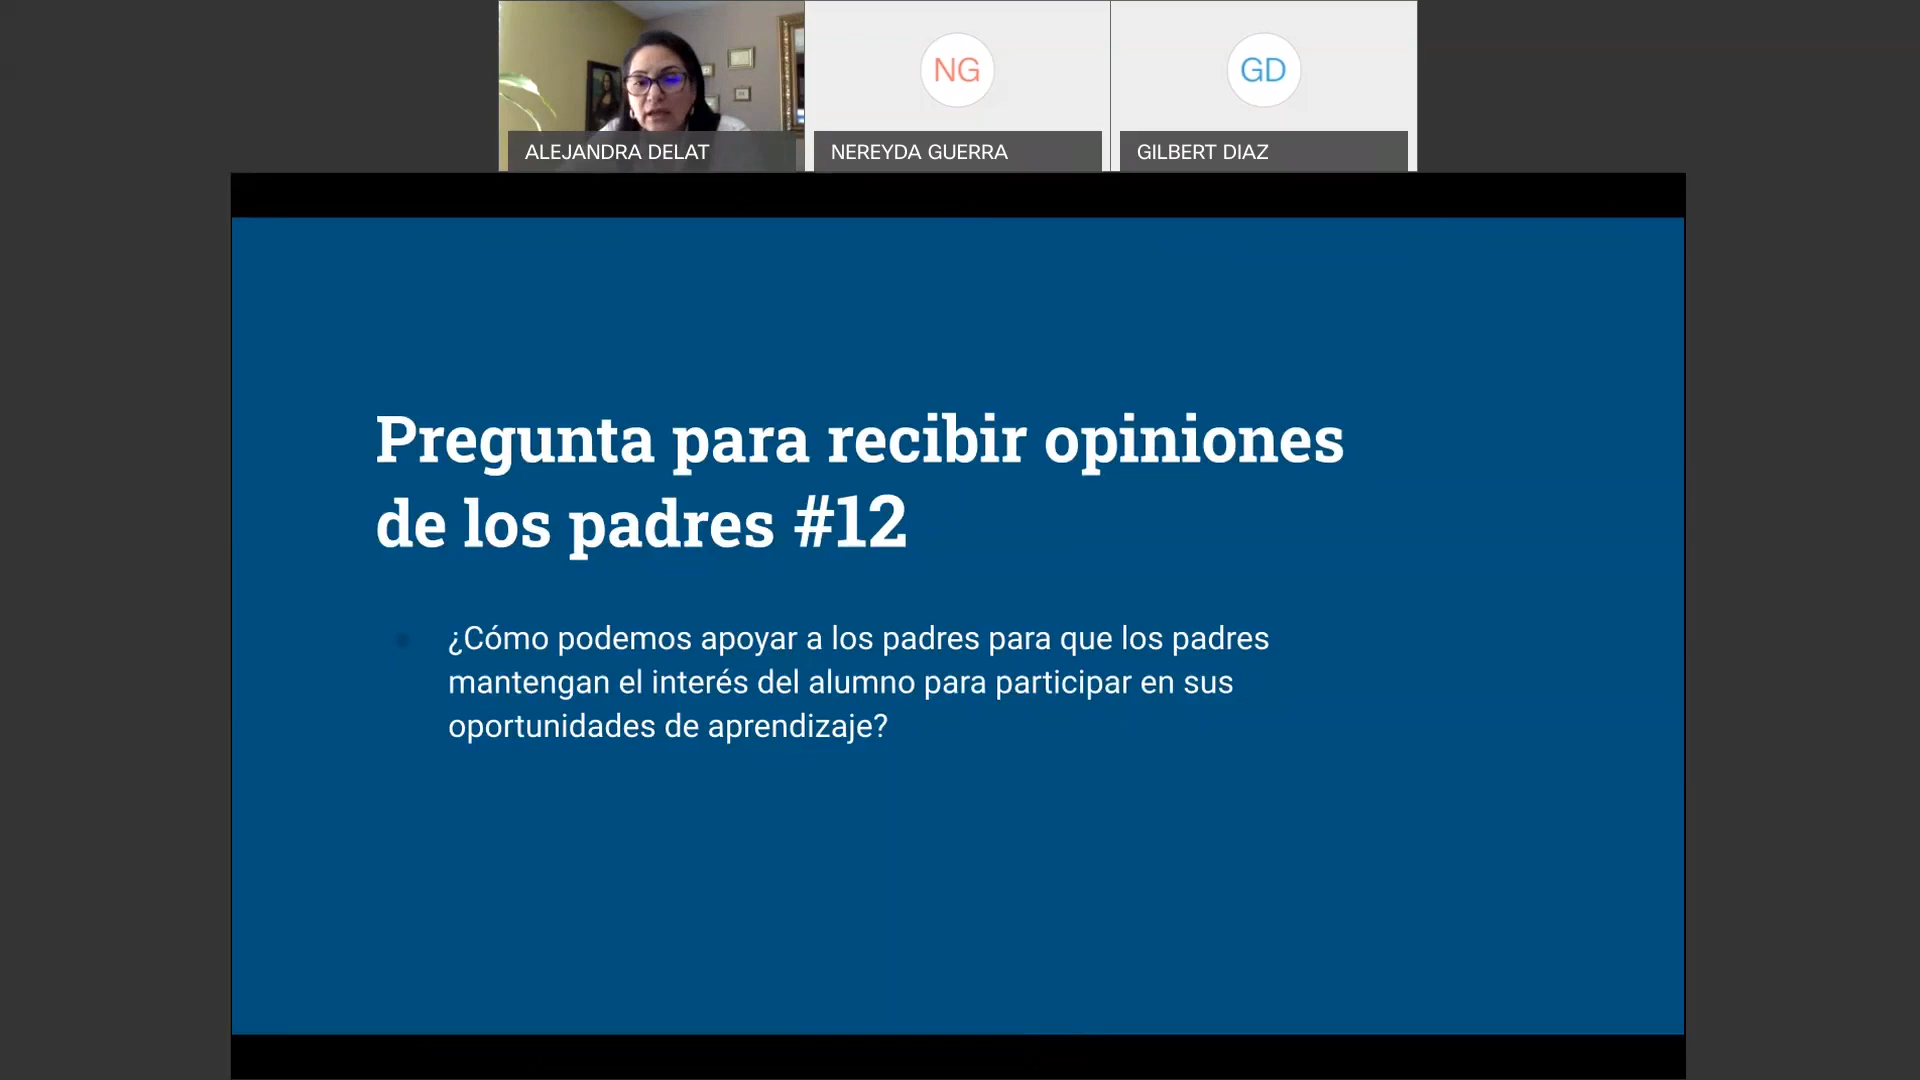 NG
GD
ALEJANDRA DELAT
NEREYDA GUERRA
GILBERT DIAZ
Pregunta para recibir opiniones
de los padres #12
¿Cómo podemos apoyar a los padres para que los padres
mantengan el interés del alumno para participar en sus
oportunidades de aprendizaje?